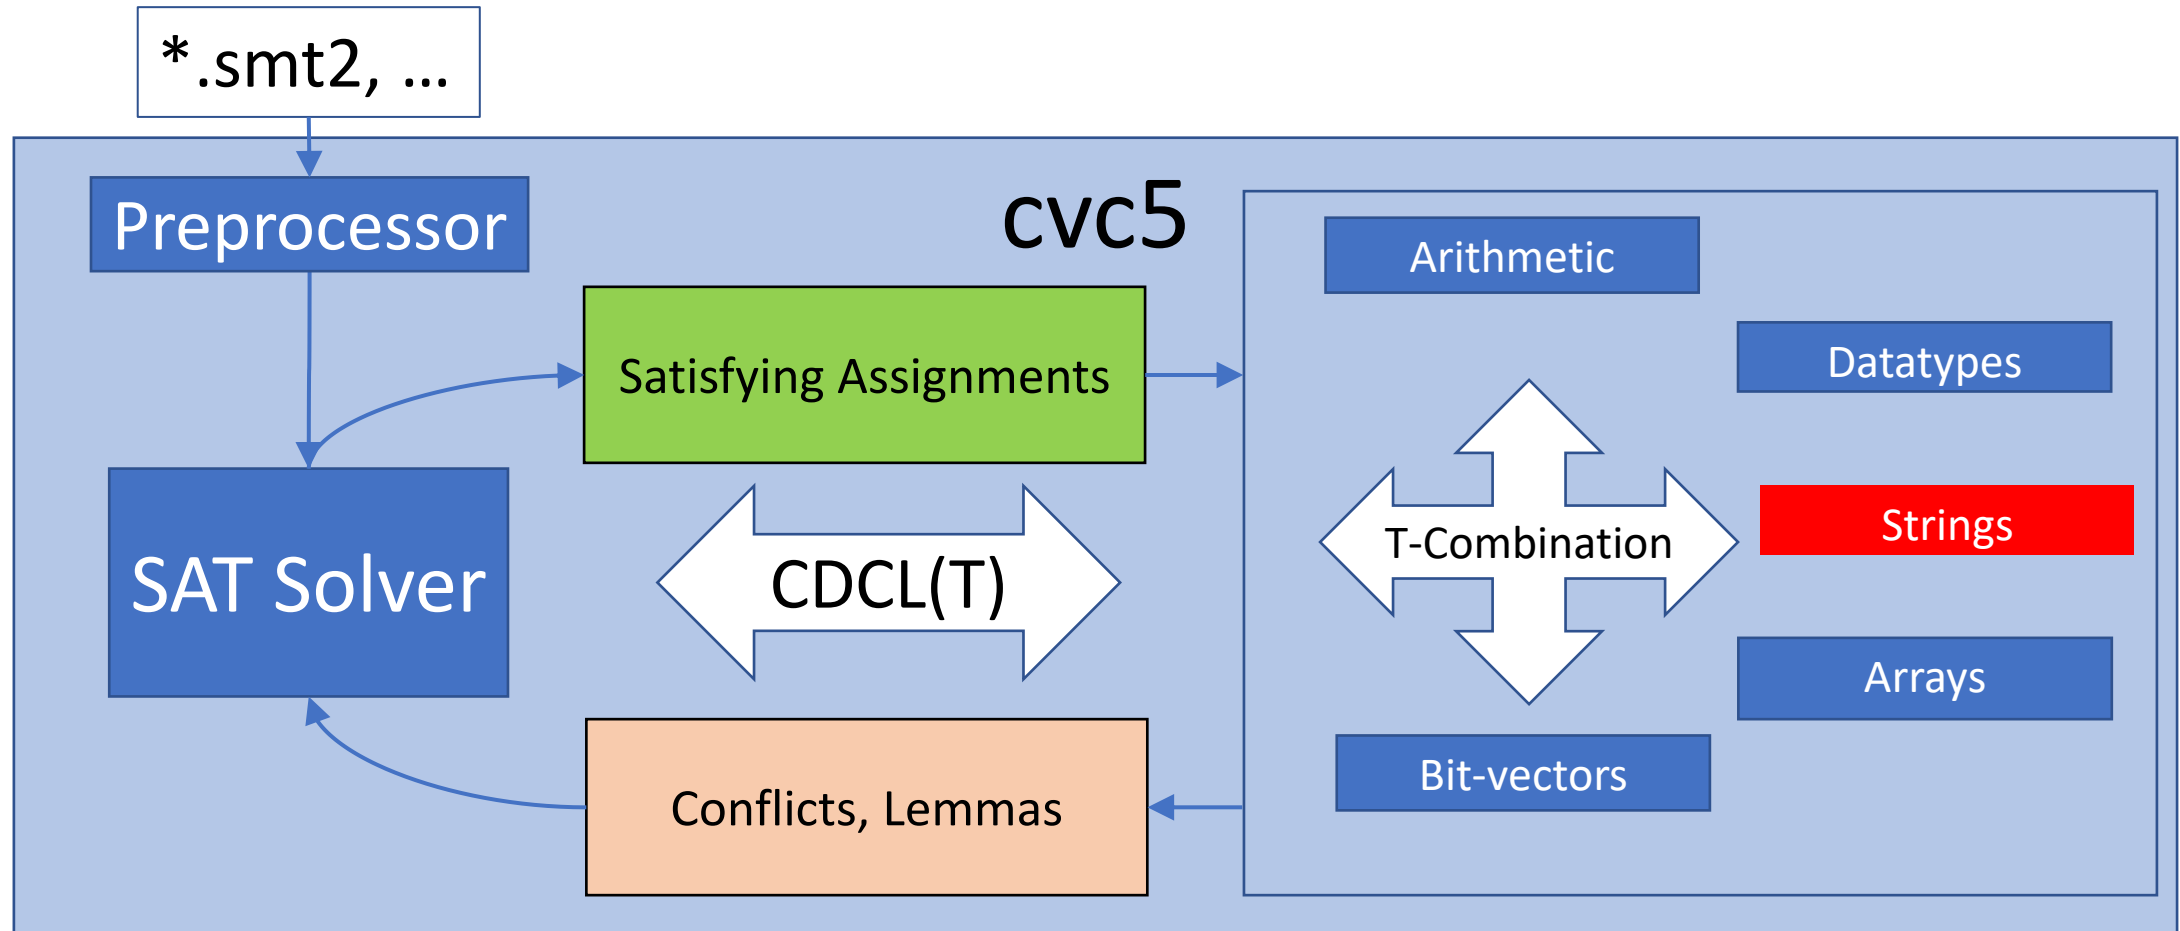 *.smt2, ...
Preprocessor
cvc5
Arithmetic
Satisfying Assignments
Datatypes
SAT Solver
CDCL(T)
T-Combination
Strings
Arrays
Conflicts, Lemmas
Bit-vectors